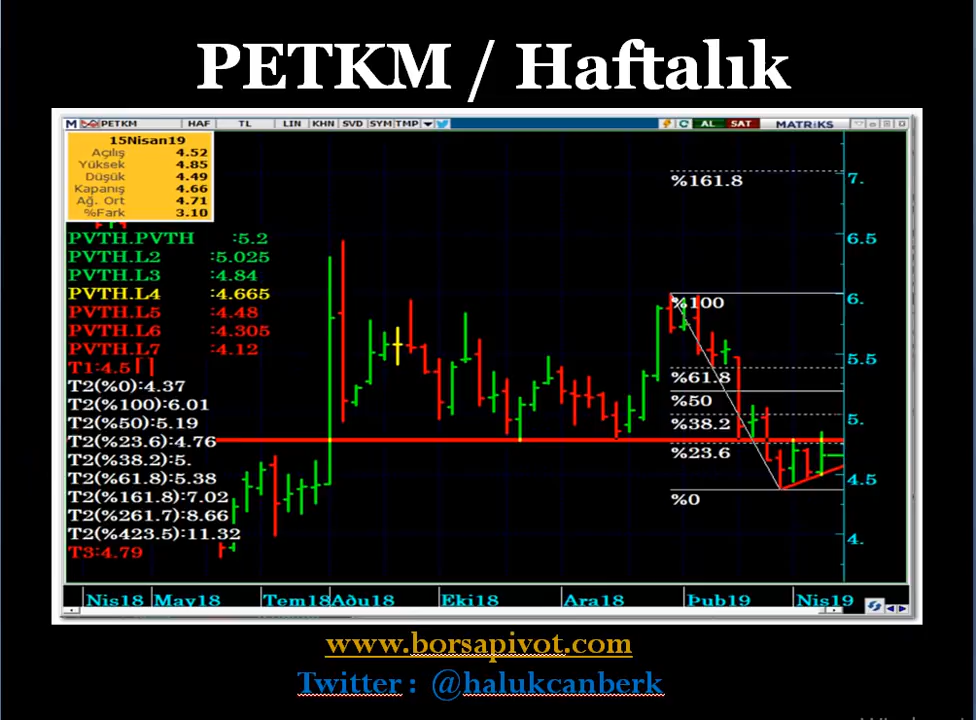 PETKM / Haftalık
M PETKM HAF TL LIN KHN SVD SYM TMP AL SAT MATRİKS
15Nisan19
Açılış 4.52
Yüksek 4.85
Düşük 4.49
Kapanış 4.66
Ağ. Ort 4.71
%Fark 3.10
PVTH.PVTH :5.2
PVTH.L2 :5.025
PVTH.L3 :4.84
PVTH.L4 :4.665
PVTH.L5 :4.48
PVTH.L6 :4.305
PVTH.L7 :4.12
T1:4.5
T2(%0):4.37
T2(%100):6.01
T2(%50):5.19
T2(%23.6):4.76
T2(%38.2):5.
T2(%61.8):5.38
T2(%161.8):7.02
T2(%261.7):8.66
T2(%423.5):11.32
T3:4.79
%161.8
%100
%61.8
%50
%38.2
%23.6
%0
7.
6.5
6.
5.5
5.
4.5
4.
Nis18 May18 Tem18 Aðu18 Eki18 Ara18 Þub19 Nis19
www.borsapivot.com
Twitter : @halukcanberk